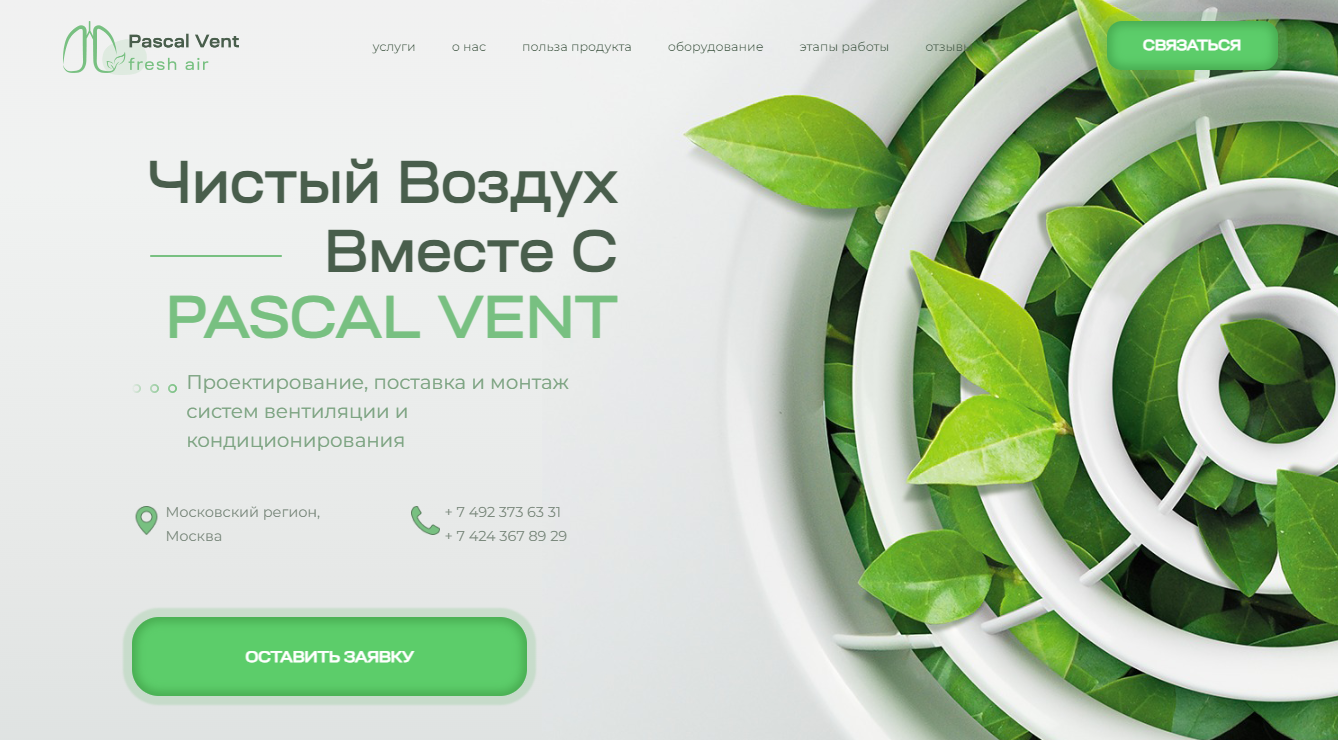 Pascal Vent
fresh air
услуги о нас польза продукта оборудование этапы работы отзывы
СВЯЗАТЬСЯ
Чистый Воздух
Вместе С
PASCAL VENT
Проектирование, поставка и монтаж
систем вентиляции и
кондиционирования
Московский регион,
Москва
+ 7 492 373 63 31
+ 7 424 367 89 29
ОСТАВИТЬ ЗАЯВКУ